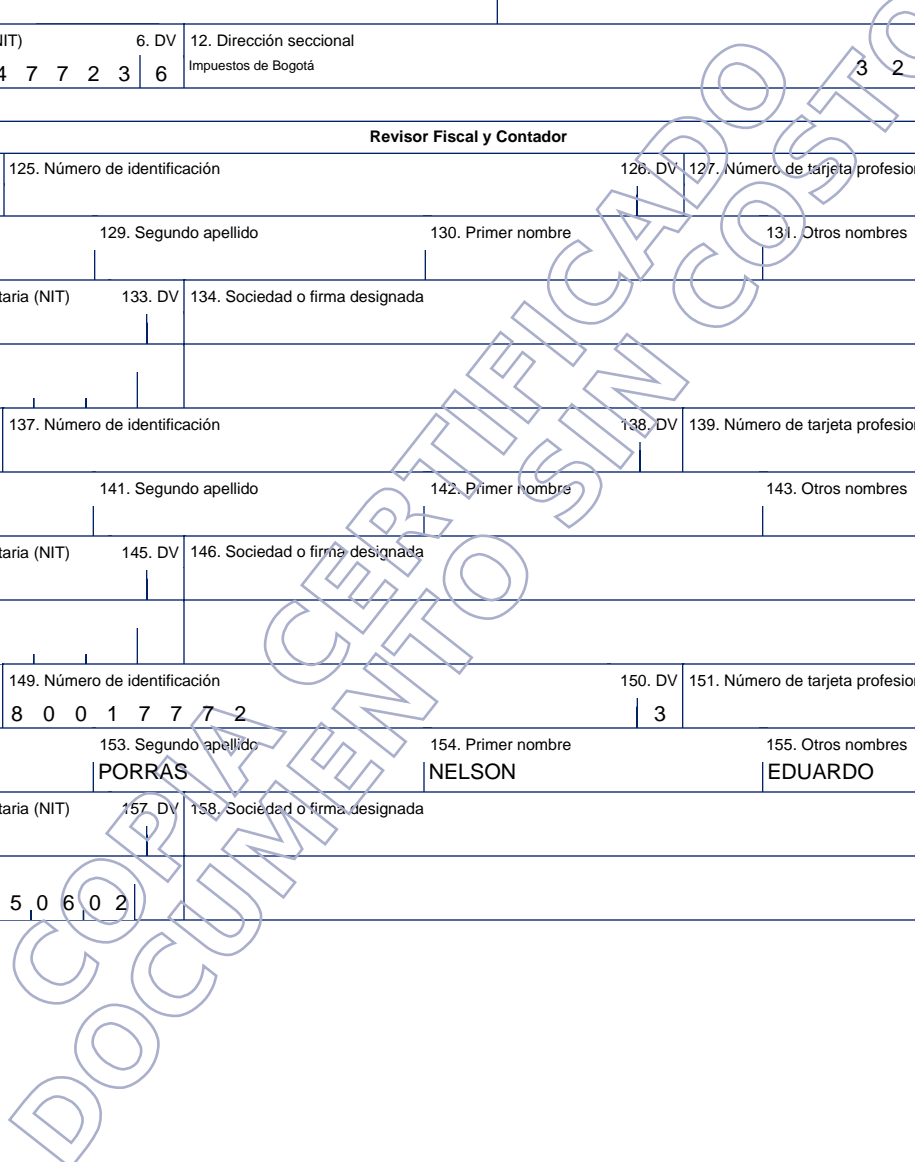 NIT) 6. DV 12. Dirección seccional
4 7 7 2 3 6 Impuestos de Bogotá 3 2
Revisor Fiscal y Contador
125. Número de identificación 126. DV 127. Número de tarjeta profesion
129. Segundo apellido 130. Primer nombre 131. Otros nombres
taria (NIT) 133. DV 134. Sociedad o firma designada
137. Número de identificación 138. DV 139. Número de tarjeta profesion
141. Segundo apellido 142. Primer nombre 143. Otros nombres
taria (NIT) 145. DV 146. Sociedad o firma designada
149. Número de identificación 150. DV 151. Número de tarjeta profesion
8 0 0 1 7 7 7 2 3
153. Segundo apellido 154. Primer nombre 155. Otros nombres
PORRAS NELSON EDUARDO
taria (NIT) 157. DV 158. Sociedad o firma designada
5 0 6 0 2
COPIA CERTIFICADO
DOCUMENTO SIN COSTO